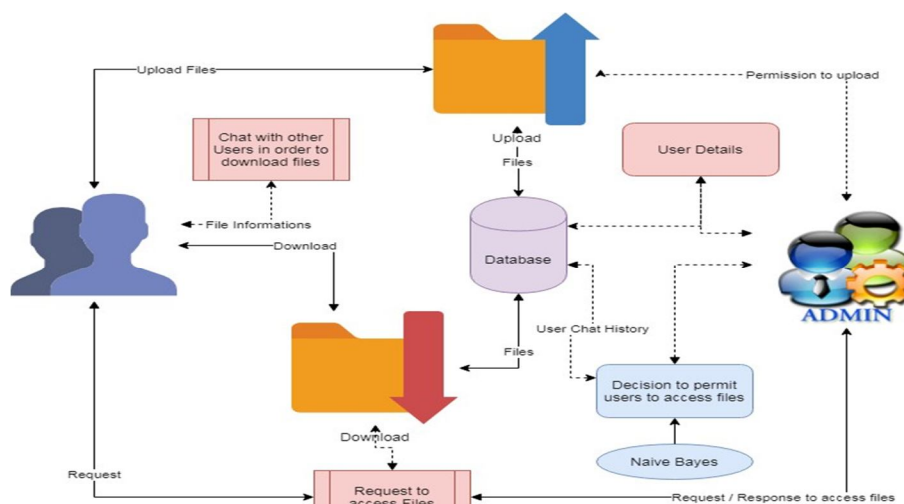 Upload Files
Permission to upload
Chat with other
Users in order to
download files
Upload
Files
User Details
File Informations
Download
Database
User Chat History
Files
ADMIN
Decision to permit
users to access files
Download
Naive Bayes
Request
Request to
access Files
Request / Response to access files